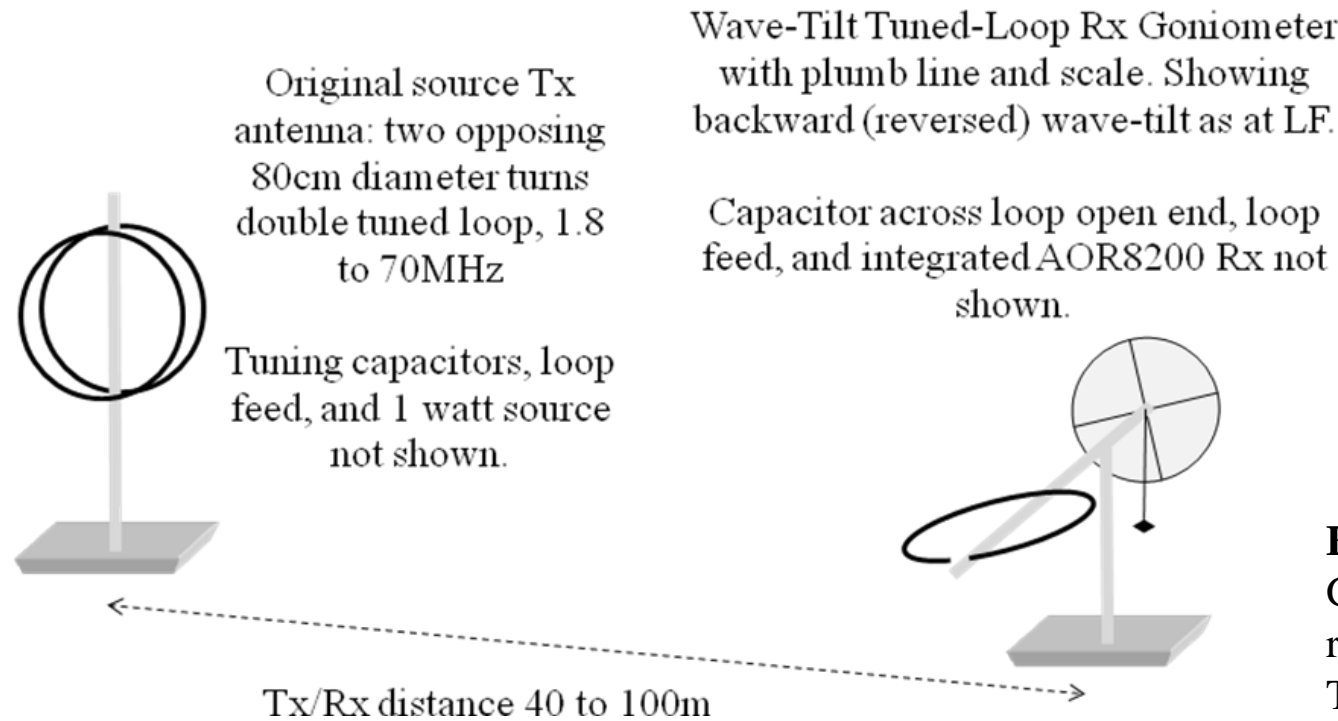 Original source Tx
antenna: two opposing
80cm diameter turns
double tuned loop, 1.8
to 70MHz
Tuning capacitors, loop
feed, and 1 watt source
not shown.
Wave-Tilt Tuned-Loop Rx Goniometer
with plumb line and scale. Showing
backward (reversed) wave-tilt as at LF.
Capacitor across loop open end, loop
feed, and integrated AOR8200 Rx not
shown.
Tx/Rx distance 40 to 100m